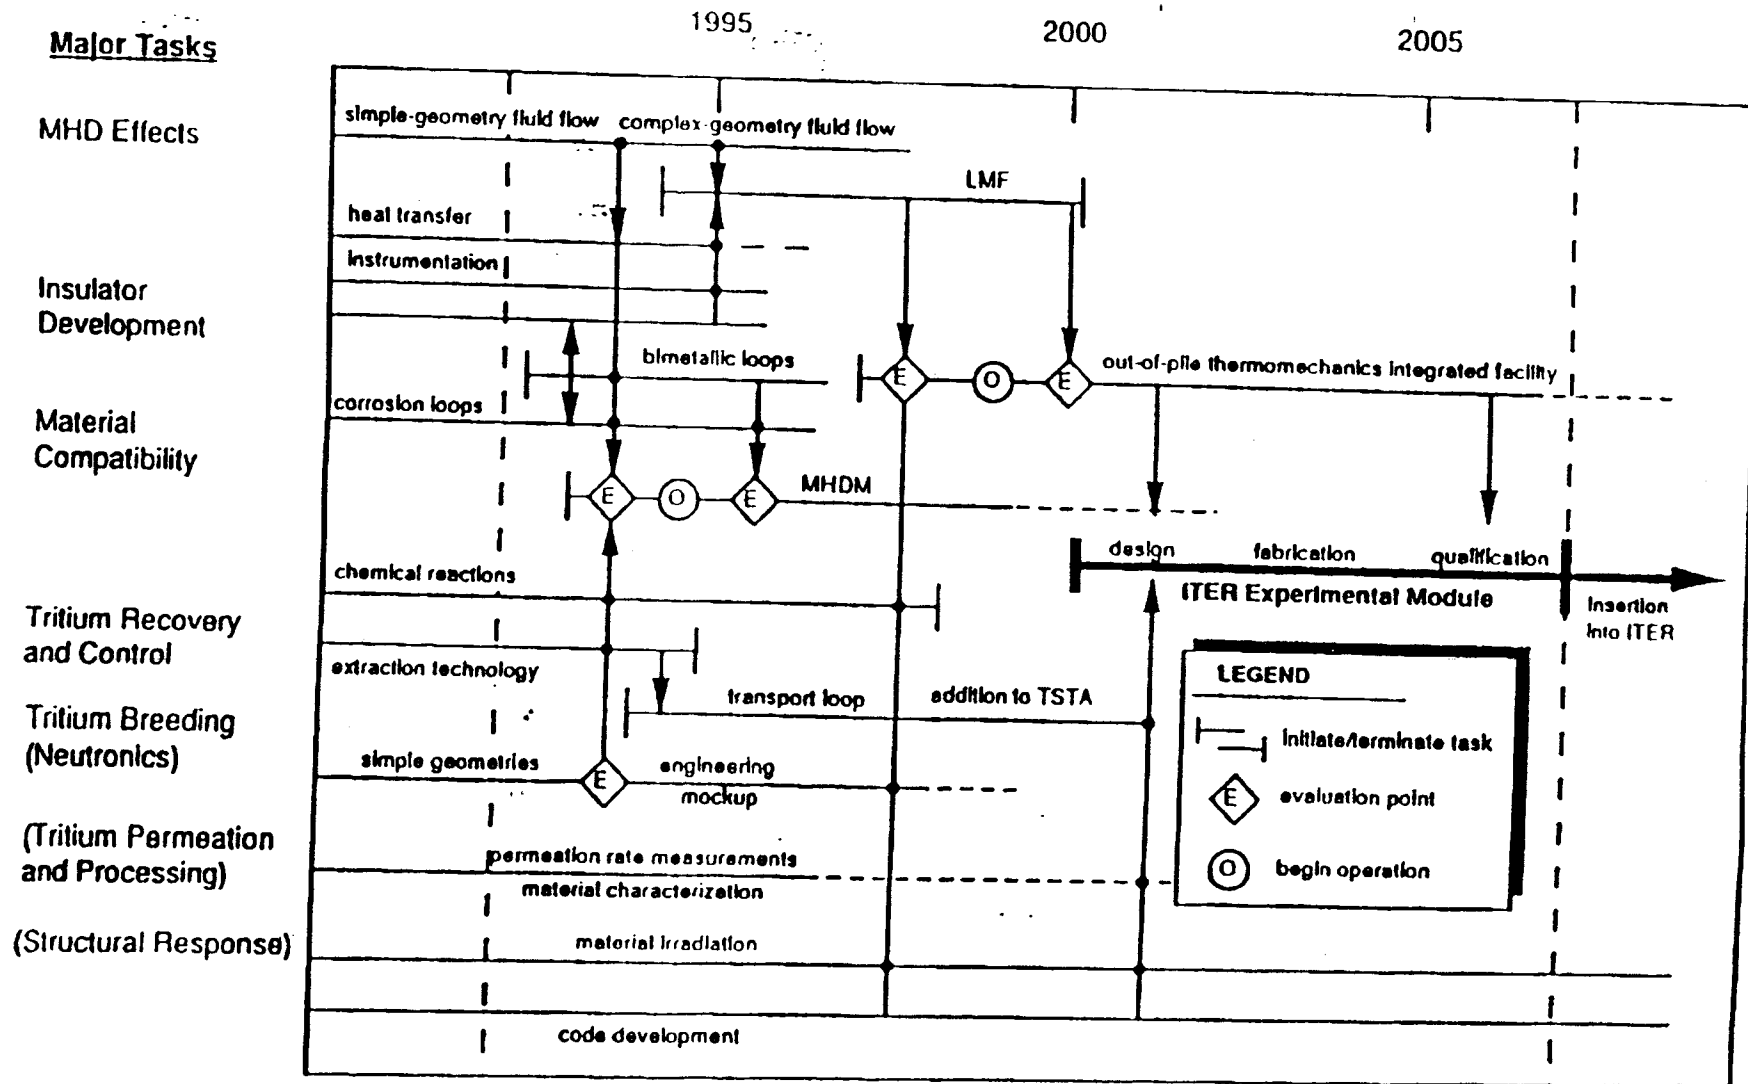 1995
2000
2005
Major Tasks
MHD Effects
simple-geometry fluid flow
complex-geometry fluid flow
LMF
heat transfer
instrumentation
Insulator
Development
bimetallic loops
E
O
E
out-of-pile thermomechanics integrated facility
corrosion loops
Material
Compatibility
E
O
E
MHDM
design
fabrication
qualification
chemical reactions
ITER Experimental Module
Insertion
into ITER
Tritium Recovery
and Control
extraction technology
transport loop
addition to TSTA
Tritium Breeding
(Neutronics)
simple geometries
E
engineering
mockup
LEGEND
initiate/terminate task
E
evaluation point
O
begin operation
(Tritium Permeation
and Processing)
permeation rate measurements
material characterization
(Structural Response)
material irradiation
code development